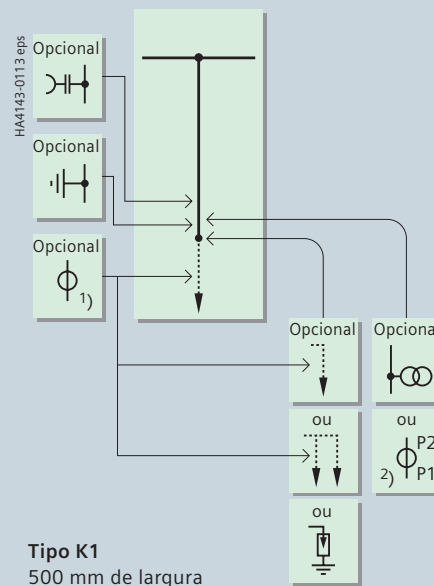 HA4143-0113 eps
Opcional
Opcional
Opcional
1)
Opcional
Opcional
ou
ou
P2
2)
P1
ou
Tipo K1
500 mm de largura